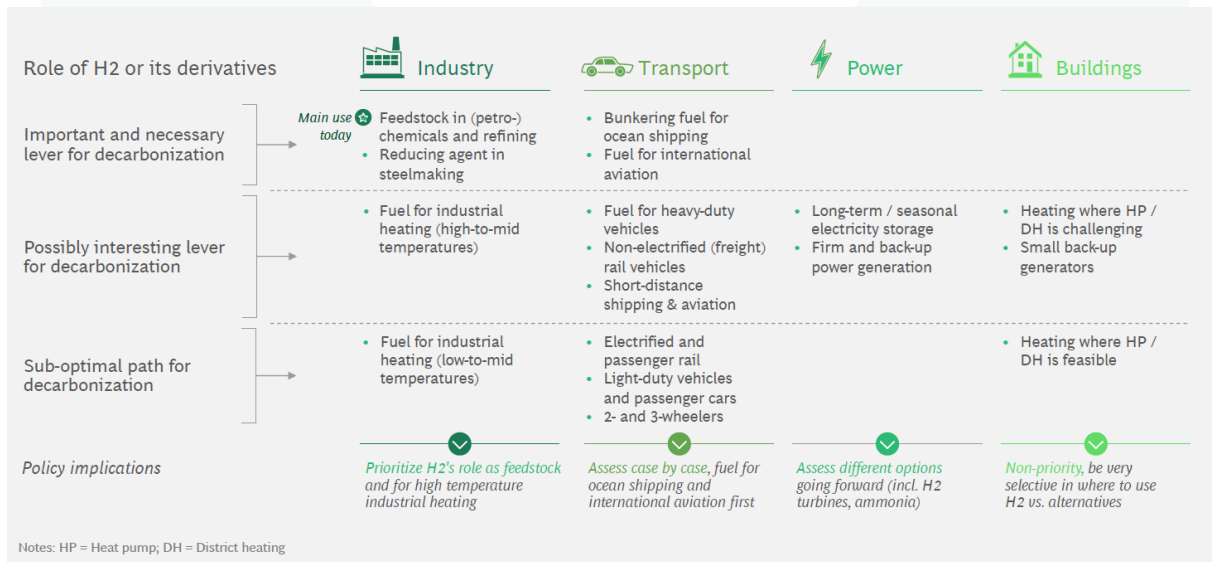 Role of H2 or its derivatives
Industry
Transport
Power
Buildings
Important and necessary
lever for decarbonization
Main use
today
Feedstock in (petro-)
chemicals and refining
• Reducing agent in
steelmaking
• Bunkering fuel for
ocean shipping
• Fuel for international
aviation
Possibly interesting lever
for decarbonization
• Fuel for industrial
heating (high-to-mid
temperatures)
• Fuel for heavy-duty
vehicles
• Non-electrified (freight)
rail vehicles
• Short-distance
shipping & aviation
• Long-term / seasonal
electricity storage
• Firm and back-up
power generation
• Heating where HP /
DH is challenging
• Small back-up
generators
Sub-optimal path for
decarbonization
• Fuel for industrial
heating (low-to-mid
temperatures)
• Electrified and
passenger rail
• Light-duty vehicles
and passenger cars
• 2- and 3-wheelers
• Heating where HP /
DH is feasible
Policy implications
Prioritize H2's role as feedstock
and for high temperature
industrial heating
Assess case by case, fuel for
ocean shipping and
international aviation first
Assess different options
going forward (incl. H2
turbines, ammonia)
Non-priority, be very
selective in where to use
H2 vs. alternatives
Notes: HP = Heat pump; DH = District heating